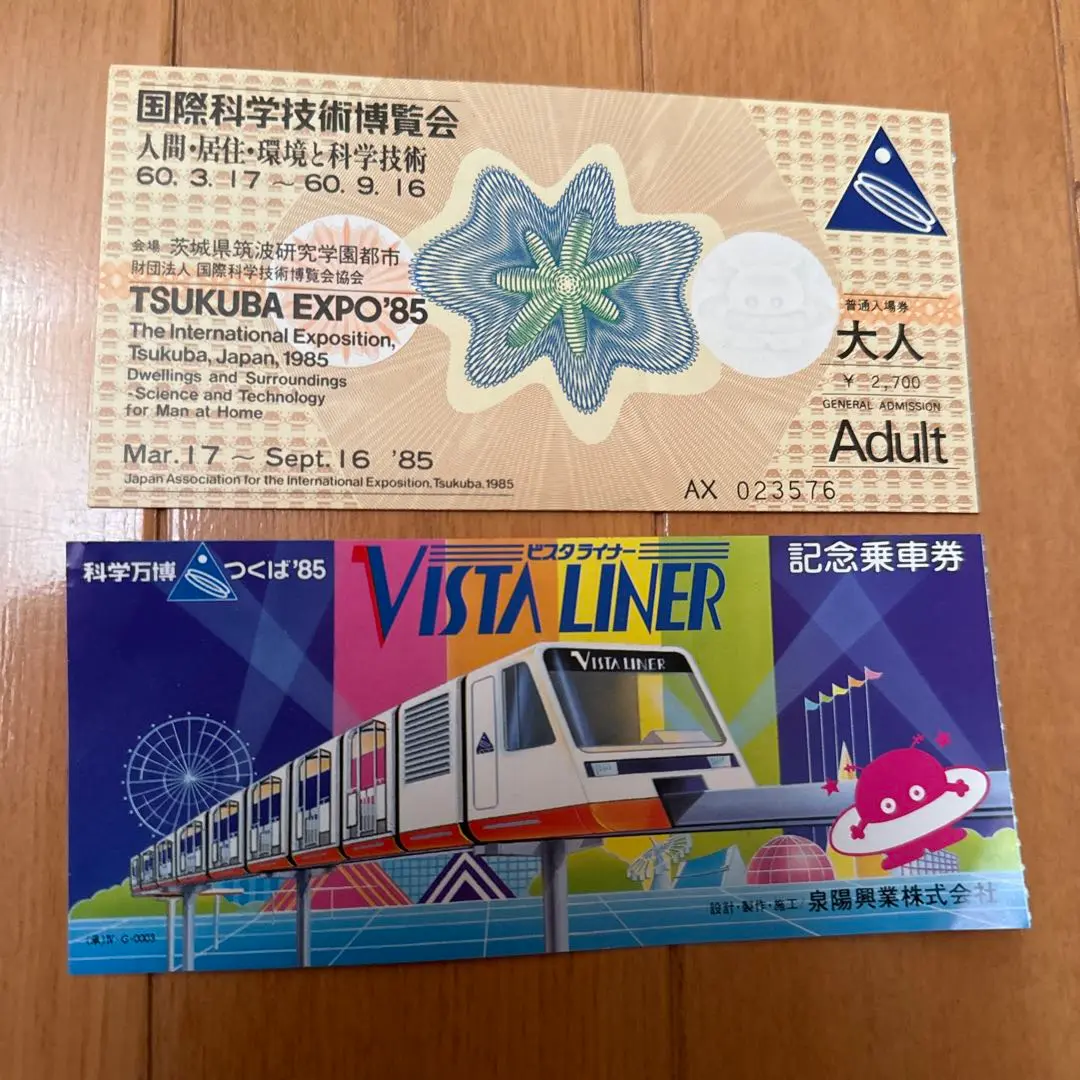 国際科学技術博覧会
人間・居住・環境と科学技術
60. 3. 17 〜 60. 9. 16
会場 茨城県筑波研究学園都市
財団法人 国際科学技術博覧会協会
TSUKUBA EXPO'85
The International Exposition,
Tsukuba, Japan, 1985
Dwellings and Surroundings
-Science and Technology
for Man at Home
Mar. 17 〜 Sept. 16 '85
Japan Association for the International Exposition, Tsukuba, 1985
普通入場券
大人
¥ 2,700
GENERAL ADMISSION
Adult
AX 023576
科学万博 つくば'85
ビスタライナー
VISTA LINER
記念乗車券
VISTA LINER
設計・製作・施工/泉陽興業株式会社
(承)IV-G-0003